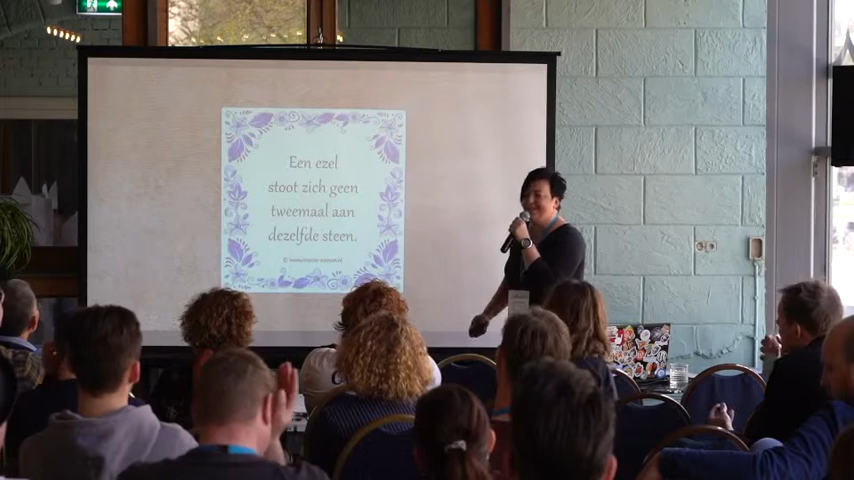 Een ezel
stoot zich geen
tweemaal aan
dezelfde steen.